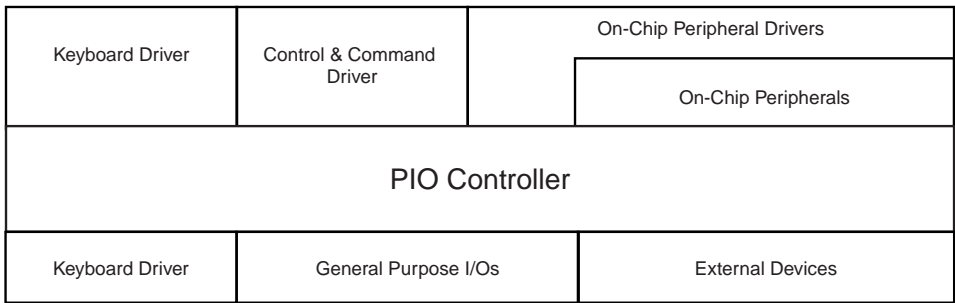 Keyboard Driver
Control & Command
Driver
On-Chip Peripheral Drivers
On-Chip Peripherals
PIO Controller
Keyboard Driver
General Purpose I/Os
External Devices